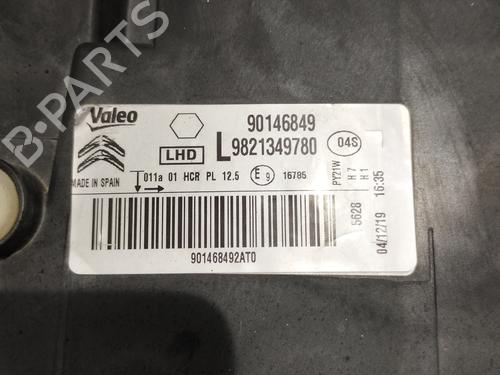 B-PARTS
Valeo
90146849
LHD
L9821349780
04S
MADE IN SPAIN
011a 01 HCR PL 12.5 E9 16785
PY21W
H7
H1
5628
04/12/19 16:35
901468492AT0